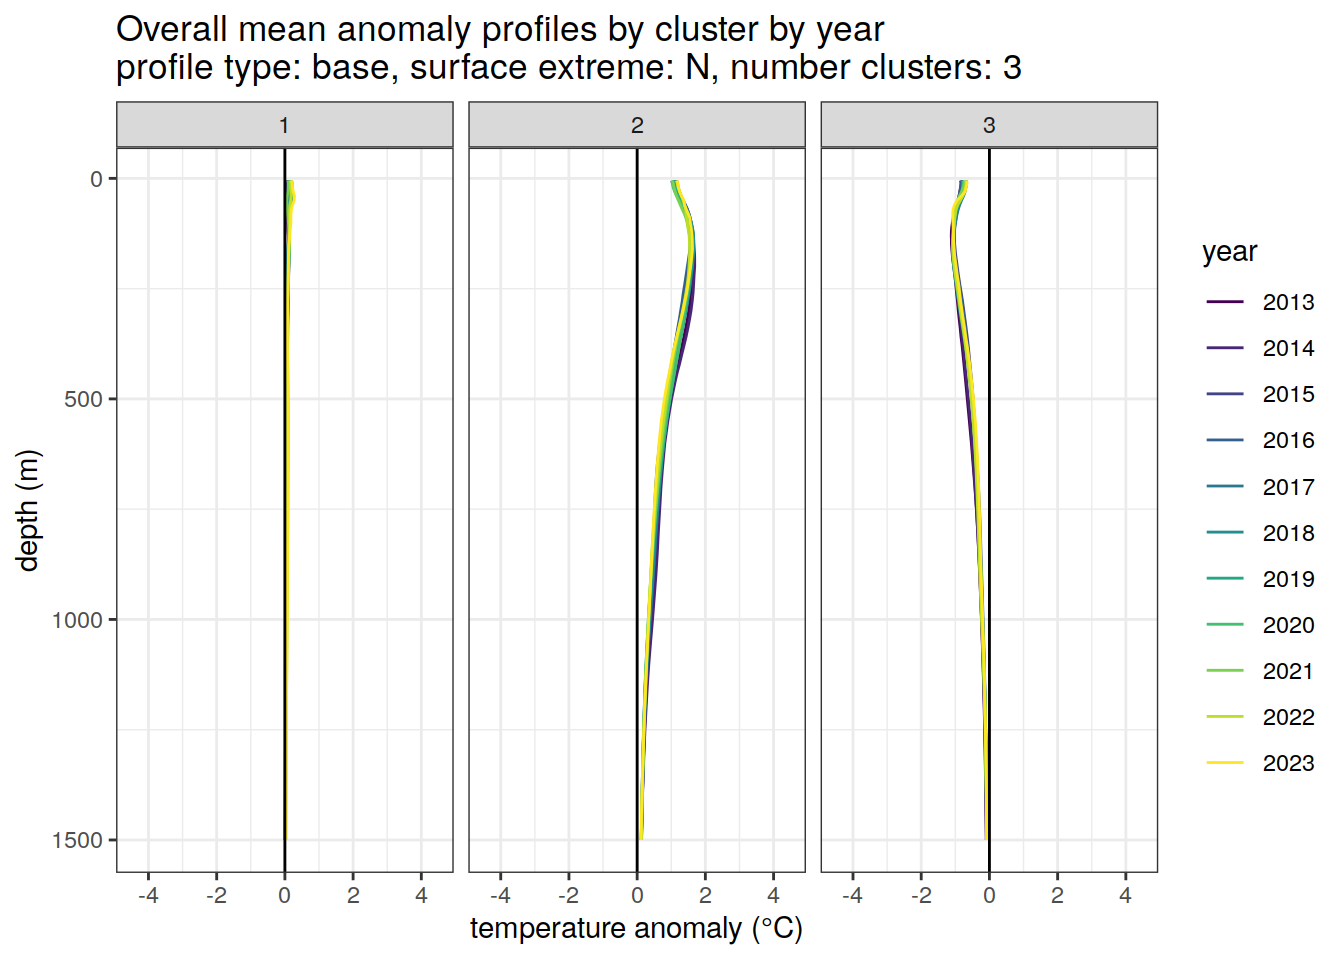 Overall mean anomaly profiles by cluster by year
profile type: base, surface extreme: N, number clusters: 3
1
2
3
0
500
1000
1500
depth (m)
-4 -2 0 2 4
-4 -2 0 2 4
-4 -2 0 2 4
temperature anomaly (°C)
year
2013
2014
2015
2016
2017
2018
2019
2020
2021
2022
2023